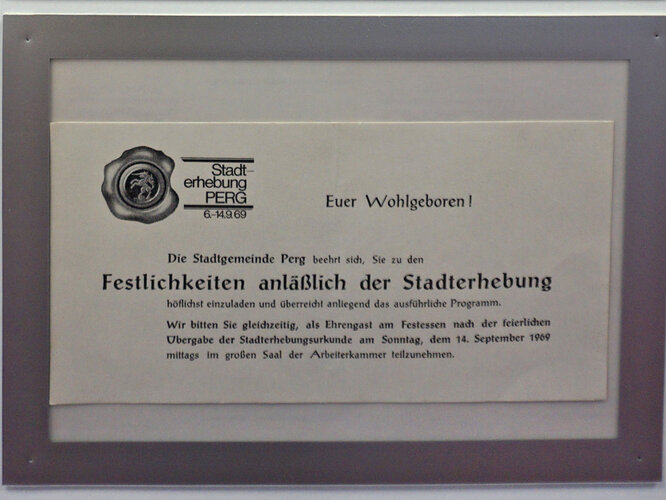 Stadt-
erhebung
PERG
6.-14.9.69
Euer Wohlgeboren!
Die Stadtgemeinde Perg beehrt sich, Sie zu den
Festlichkeiten anläßlich der Stadterhebung
höflichst einzuladen und überreicht anliegend das ausführliche Programm.
Wir bitten Sie gleichzeitig, als Ehrengast am Festessen nach der feierlichen
Übergabe der Stadterhebungsurkunde am Sonntag, dem 14. September 1969
mittags im großen Saal der Arbeiterkammer teilzunehmen.